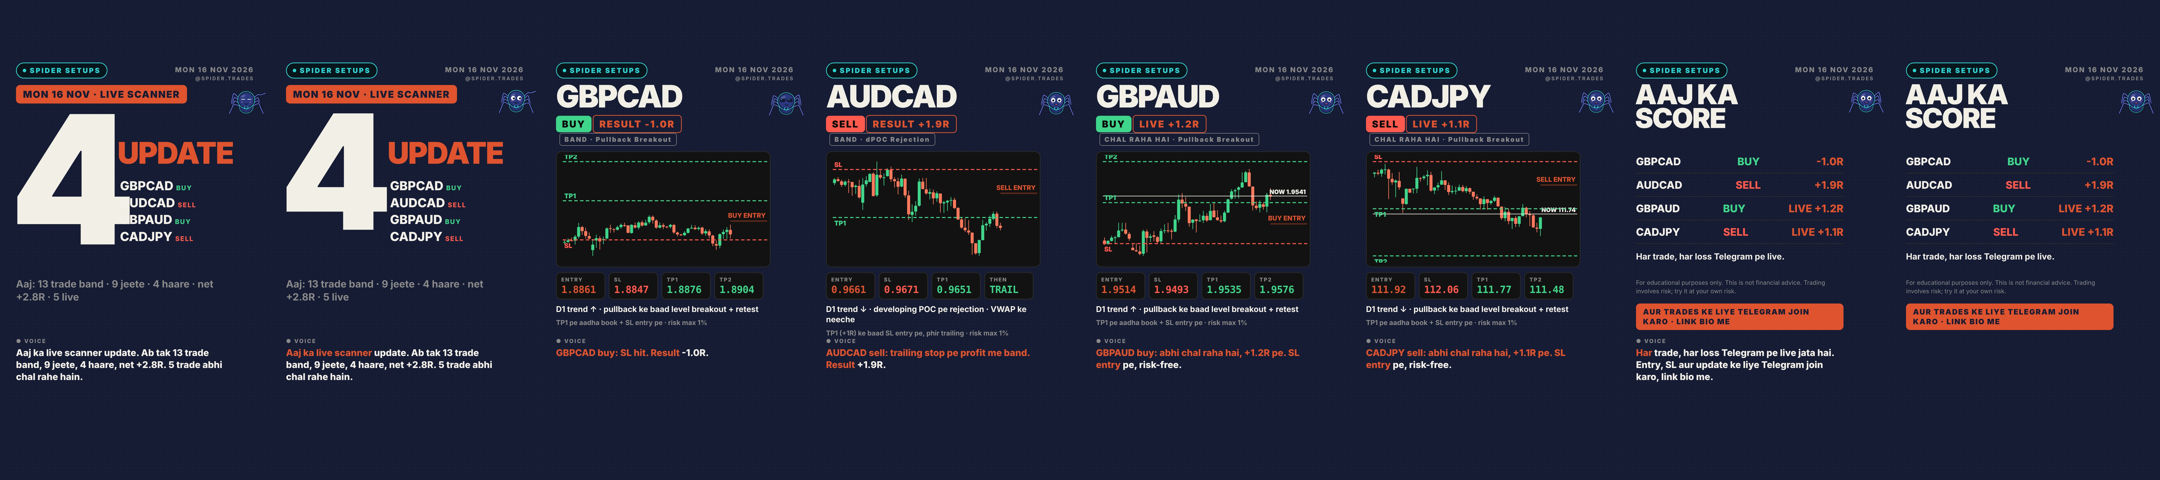 SPIDER SETUPS
MON 16 NOV 2026
@SPIDER.TRADES
MON 16 NOV · LIVE SCANNER
4
UPDATE
GBPCAD BUY
AUDCAD SELL
GBPAUD BUY
CADJPY SELL
Aaj: 13 trade band · 9 jeete · 4 haare · net
+2.8R · 5 live
VOICE
Aaj ka live scanner update. Ab tak 13 trade
band, 9 jeete, 4 haare, net +2.8R. 5 trade abhi
chal rahe hain.
SPIDER SETUPS
MON 16 NOV 2026
@SPIDER.TRADES
MON 16 NOV · LIVE SCANNER
4
UPDATE
GBPCAD BUY
AUDCAD SELL
GBPAUD BUY
CADJPY SELL
Aaj: 13 trade band · 9 jeete · 4 haare · net
+2.8R · 5 live
VOICE
Aaj ka live scanner update. Ab tak 13 trade
band, 9 jeete, 4 haare, net +2.8R. 5 trade abhi
chal rahe hain.
SPIDER SETUPS
MON 16 NOV 2026
@SPIDER.TRADES
GBPCAD
BUY RESULT -1.0R
BAND · Pullback Breakout
TP2
TP1
BUY ENTRY
SL
ENTRY SL TP1 TP2
1.8861 1.8847 1.8876 1.8904
D1 trend ↑ · pullback ke baad level breakout + retest
TP1 pe aadha book + SL entry pe · risk max 1%
VOICE
GBPCAD buy: SL hit. Result -1.0R.
SPIDER SETUPS
MON 16 NOV 2026
@SPIDER.TRADES
AUDCAD
SELL RESULT +1.9R
BAND · dPOC Rejection
SL
SELL ENTRY
TP1
ENTRY SL TP1 THEN
0.9661 0.9671 0.9651 TRAIL
D1 trend ↓ · developing POC pe rejection · VWAP ke
neeche
TP1 (+1R) ke baad SL entry pe, phir trailing · risk max 1%
VOICE
AUDCAD sell: trailing stop pe profit me band.
Result +1.9R.
SPIDER SETUPS
MON 16 NOV 2026
@SPIDER.TRADES
GBPAUD
BUY LIVE +1.2R
CHAL RAHA HAI · Pullback Breakout
TP2
NOW 1.9541
TP1
BUY ENTRY
SL
ENTRY SL TP1 TP2
1.9514 1.9493 1.9535 1.9576
D1 trend ↑ · pullback ke baad level breakout + retest
TP1 pe aadha book + SL entry pe · risk max 1%
VOICE
GBPAUD buy: abhi chal raha hai, +1.2R pe. SL
entry pe, risk-free.
SPIDER SETUPS
MON 16 NOV 2026
@SPIDER.TRADES
CADJPY
SELL LIVE +1.1R
CHAL RAHA HAI · Pullback Breakout
SL
SELL ENTRY
NOW 111.74
TP1
TP2
ENTRY SL TP1 TP2
111.92 112.06 111.77 111.48
D1 trend ↓ · pullback ke baad level breakout + retest
TP1 pe aadha book + SL entry pe · risk max 1%
VOICE
CADJPY sell: abhi chal raha hai, +1.1R pe. SL
entry pe, risk-free.
SPIDER SETUPS
MON 16 NOV 2026
@SPIDER.TRADES
AAJ KA
SCORE
GBPCAD BUY -1.0R
AUDCAD SELL +1.9R
GBPAUD BUY LIVE +1.2R
CADJPY SELL LIVE +1.1R
Har trade, har loss Telegram pe live.
For educational purposes only. This is not financial advice. Trading
involves risk; try it at your own risk.
AUR TRADES KE LIYE TELEGRAM JOIN
KARO · LINK BIO ME
VOICE
Har trade, har loss Telegram pe live jata hai.
Entry, SL aur update ke liye Telegram join
karo, link bio me.
SPIDER SETUPS
MON 16 NOV 2026
@SPIDER.TRADES
AAJ KA
SCORE
GBPCAD BUY -1.0R
AUDCAD SELL +1.9R
GBPAUD BUY LIVE +1.2R
CADJPY SELL LIVE +1.1R
Har trade, har loss Telegram pe live.
For educational purposes only. This is not financial advice. Trading
involves risk; try it at your own risk.
AUR TRADES KE LIYE TELEGRAM JOIN
KARO · LINK BIO ME